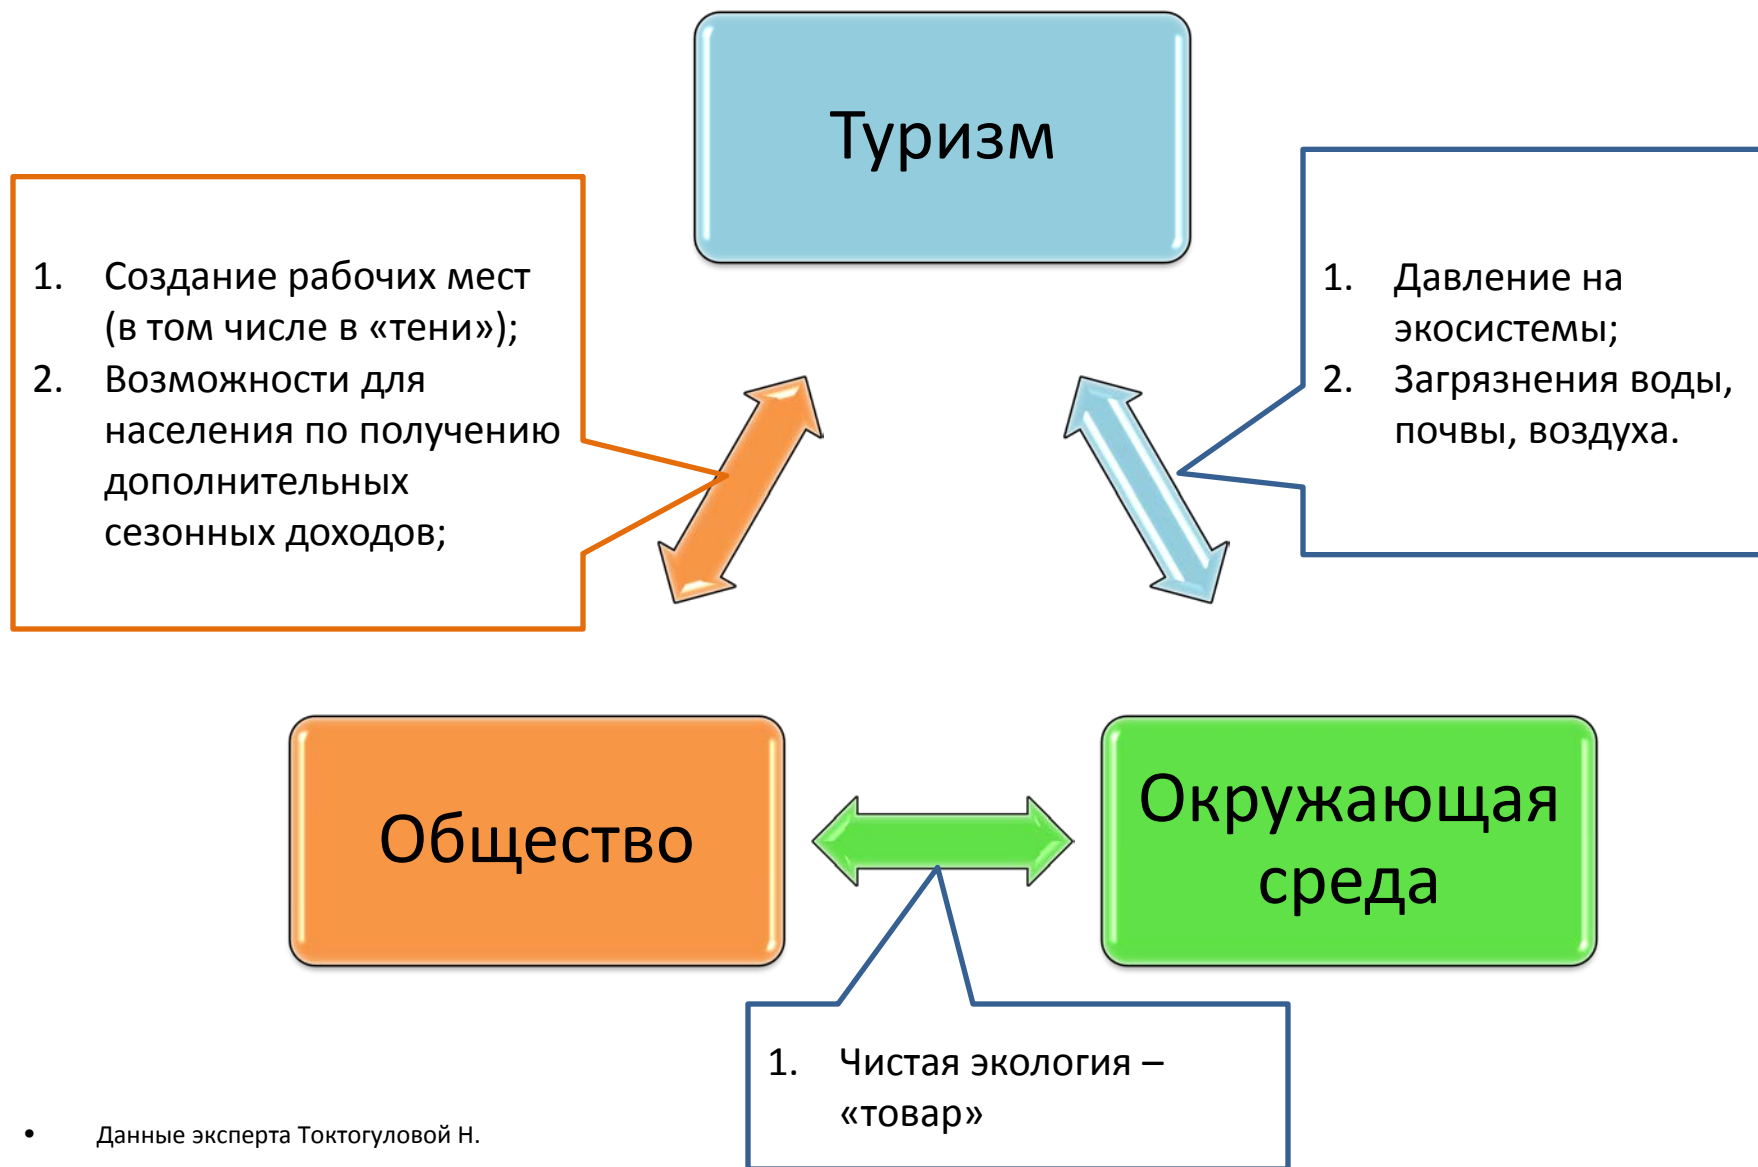 Туризм
1. Создание рабочих мест
(в том числе в «тени»);
2. Возможности для
населения по получению
дополнительных
сезонных доходов;
1. Давление на
экосистемы;
2. Загрязнения воды,
почвы, воздуха.
Общество
Окружающая
среда
1. Чистая экология –
«товар»
• Данные эксперта Токтогуловой Н.